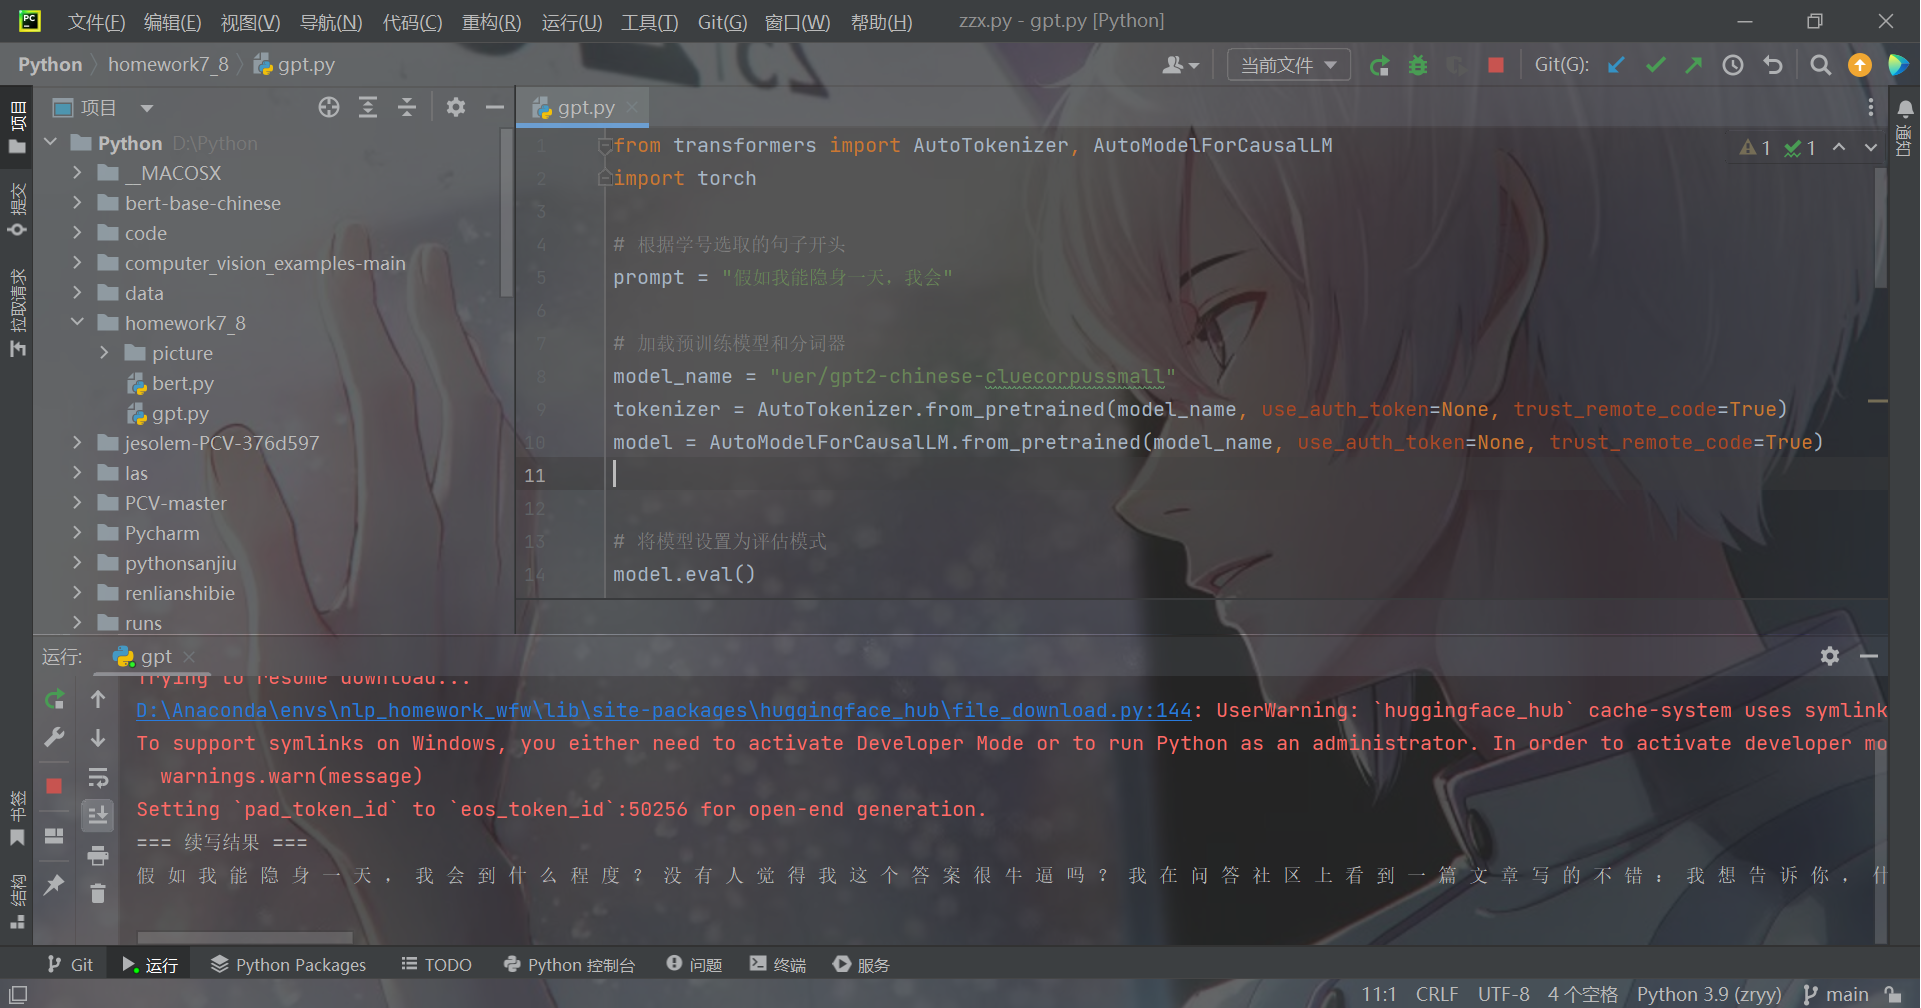 文件(F) 编辑(E) 视图(V) 导航(N) 代码(C) 重构(R) 运行(U) 工具(T) Git(G) 窗口(W) 帮助(H) zzx.py - gpt.py [Python]
Python homework7_8 gpt.py 当前文件 Git(G):
项目
gpt.py
Python D:\Python
__MACOSX
bert-base-chinese
code
computer_vision_examples-main
data
homework7_8
picture
bert.py
gpt.py
jesolem-PCV-376d597
las
PCV-master
Pycharm
pythonsanjiu
renlianshibie
runs
项目
提交
拉取请求
书签
结构
通知
1 1
1 from transformers import AutoTokenizer, AutoModelForCausalLM
2 import torch
3
4 # 根据学号选取的句子开头
5 prompt = "假如我能隐身一天，我会"
6
7 # 加载预训练模型和分词器
8 model_name = "uer/gpt2-chinese-cluecorpussmall"
9 tokenizer = AutoTokenizer.from_pretrained(model_name, use_auth_token=None, trust_remote_code=True)
10 model = AutoModelForCausalLM.from_pretrained(model_name, use_auth_token=None, trust_remote_code=True)
11
12
13 # 将模型设置为评估模式
14 model.eval()
运行: gpt
Trying to resume download...
D:\Anaconda\envs\nlp_homework_wfw\lib\site-packages\huggingface_hub\file_download.py:144: UserWarning: `huggingface_hub` cache-system uses symlink
To support symlinks on Windows, you either need to activate Developer Mode or to run Python as an administrator. In order to activate developer mo
warnings.warn(message)
Setting `pad_token_id` to `eos_token_id`:50256 for open-end generation.
=== 续写结果 ===
假 如 我 能 隐 身 一 天 ， 我 会 到 什 么 程 度 ？ 没 有 人 觉 得 我 这 个 答 案 很 牛 逼 吗 ？ 我 在 问 答 社 区 上 看 到 一 篇 文 章 写 的 不 错 ： 我 想 告 诉 你 ， 什
Git 运行 Python Packages TODO Python 控制台 问题 终端 服务
11:1 CRLF UTF-8 4 个空格 Python 3.9 (zryy) main